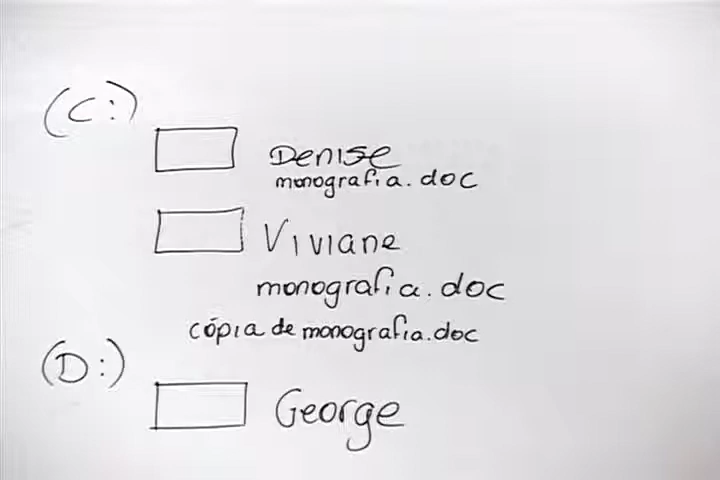 (C:)
Denise
monografia.doc
Viviane
monografia.doc
cópia de monografia.doc
(D:)
George